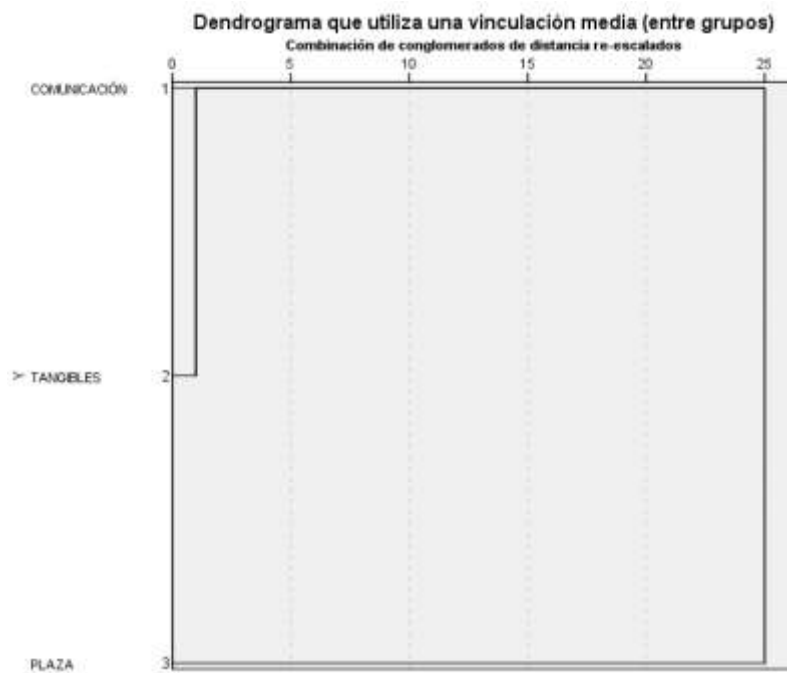 Dendrograma que utiliza una vinculación media (entre grupos)
Combinación de conglomerados de distancia re-escalados
0 5 10 15 20 25
COMUNICACIÓN 1
Y TANGIBLES 2
PLAZA 3